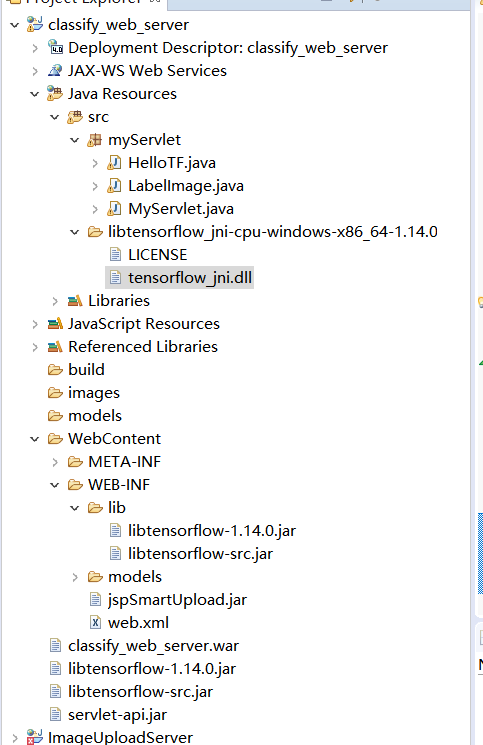 Project Explorer
classify_web_server
Deployment Descriptor: classify_web_server
JAX-WS Web Services
Java Resources
src
myServlet
HelloTF.java
LabelImage.java
MyServlet.java
libtensorflow_jni-cpu-windows-x86_64-1.14.0
LICENSE
tensorflow_jni.dll
Libraries
JavaScript Resources
Referenced Libraries
build
images
models
WebContent
META-INF
WEB-INF
lib
libtensorflow-1.14.0.jar
libtensorflow-src.jar
models
jspSmartUpload.jar
web.xml
classify_web_server.war
libtensorflow-1.14.0.jar
libtensorflow-src.jar
servlet-api.jar
ImageUploadServer